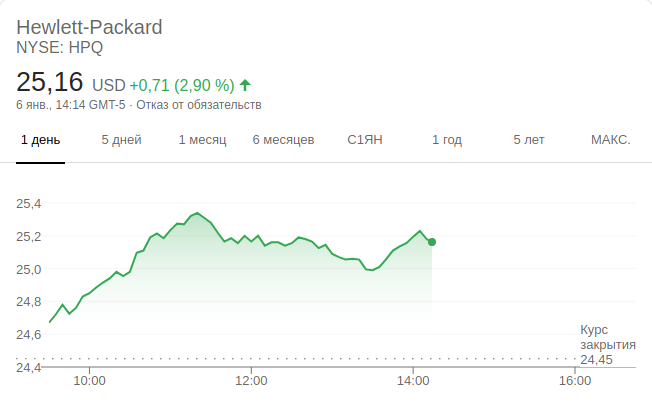 Hewlett-Packard
NYSE: HPQ
25,16 USD +0,71 (2,90 %)
6 янв., 14:14 GMT-5 · Отказ от обязательств
1 день 5 дней 1 месяц 6 месяцев С1ЯН 1 год 5 лет МАКС.
25,4
25,2
25,0
24,8
24,6
Курс
закрытия
24,45
24,4
10:00 12:00 14:00 16:00